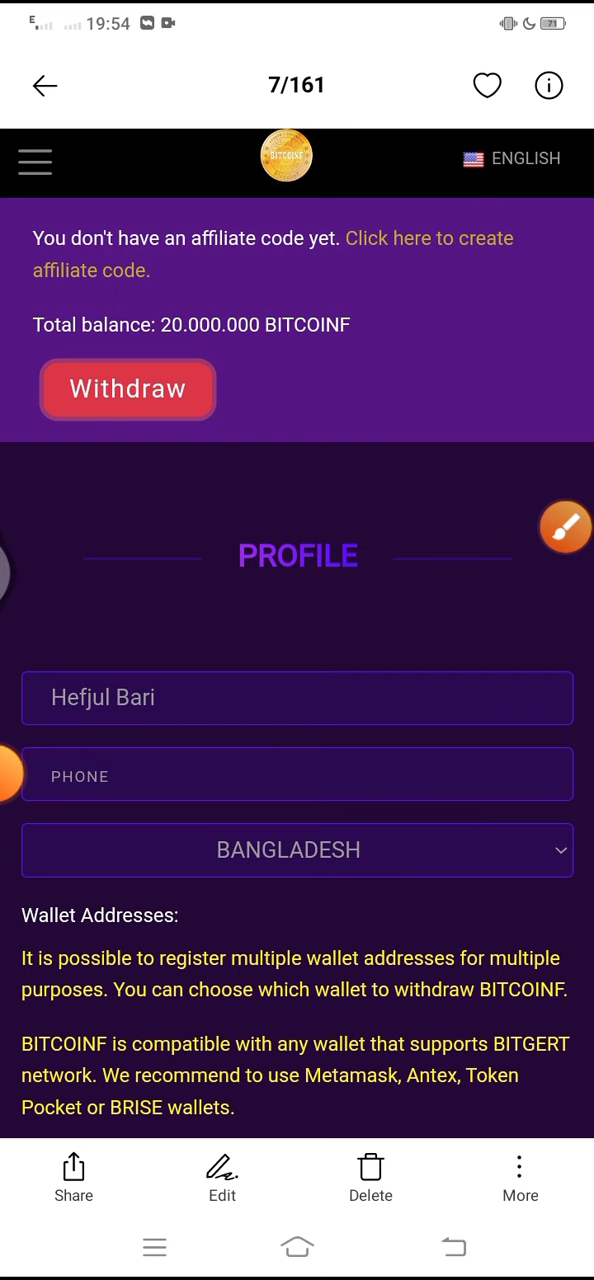 E 19:54 71
7/161
BITCOINF
ENGLISH
You don't have an affiliate code yet. Click here to create
affiliate code.
Total balance: 20.000.000 BITCOINF
Withdraw
PROFILE
Hefjul Bari
PHONE
BANGLADESH
Wallet Addresses:
It is possible to register multiple wallet addresses for multiple
purposes. You can choose which wallet to withdraw BITCOINF.
BITCOINF is compatible with any wallet that supports BITGERT
network. We recommend to use Metamask, Antex, Token
Pocket or BRISE wallets.
Share Edit Delete More